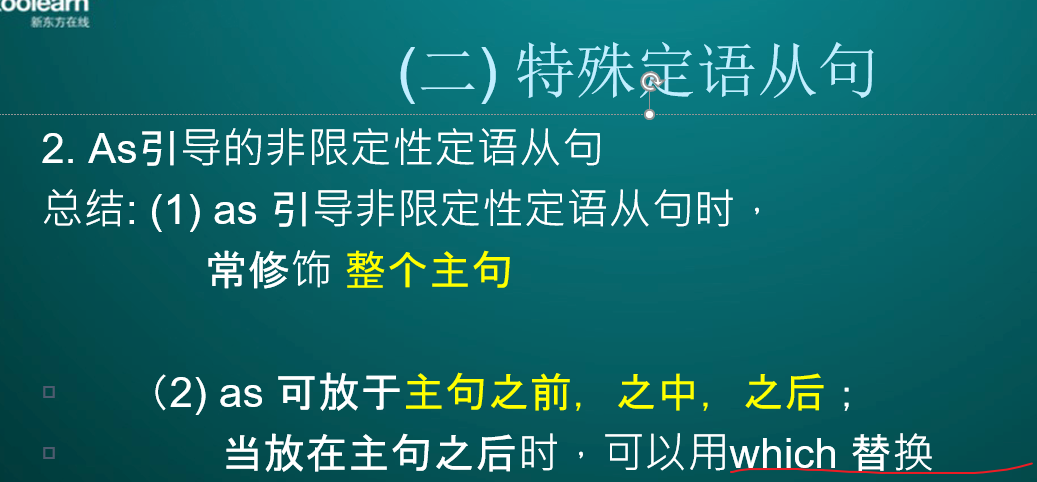 oolearn
新东方在线
(二) 特殊定语从句
2. As引导的非限定性定语从句
总结: (1) as 引导非限定性定语从句时，
常修饰 整个主句
（2) as 可放于主句之前, 之中, 之后；
当放在主句之后时，可以用which 替换